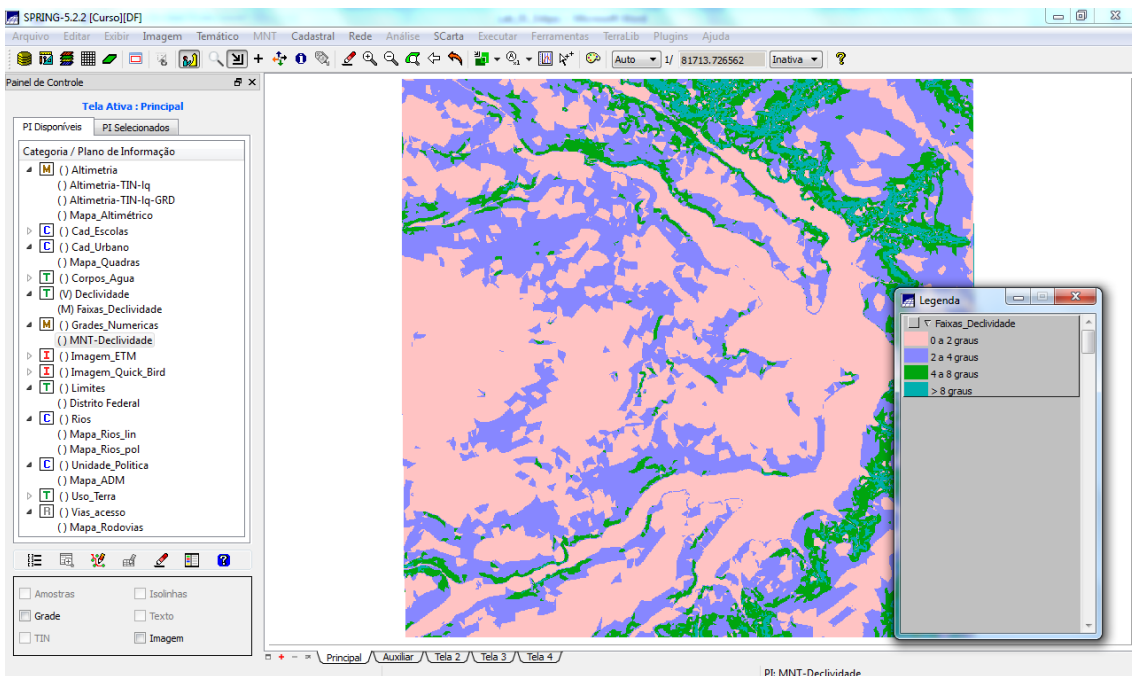 SPRING-5.2.2 [Curso][DF]
Arquivo Editar Exibir Imagem Temático MNT Cadastral Rede Análise SCarta Executar Ferramentas TerraLib Plugins Ajuda
Auto 1/ 81713.726562 Inativa
Painel de Controle
Tela Ativa : Principal
PI Disponíveis PI Selecionados
Categoria / Plano de Informação
M () Altimetria
() Altimetria-TIN-lq
() Altimetria-TIN-lq-GRD
() Mapa_Altimétrico
C () Cad_Escolas
C () Cad_Urbano
() Mapa_Quadras
T () Corpos_Agua
T (V) Declividade
(M) Faixas_Declividade
M () Grades_Numericas
() MNT-Declividade
I () Imagem_ETM
I () Imagem_Quick_Bird
T () Limites
() Distrito Federal
C () Rios
() Mapa_Rios_lin
() Mapa_Rios_pol
C () Unidade_Politica
() Mapa_ADM
T () Uso_Terra
R () Vias_acesso
() Mapa_Rodovias
Amostras Isolinhas
Grade Texto
TIN Imagem
Legenda
Faixas_Declividade
0 a 2 graus
2 a 4 graus
4 a 8 graus
> 8 graus
Principal Auxiliar Tela 2 Tela 3 Tela 4
PI: MNT-Declividade